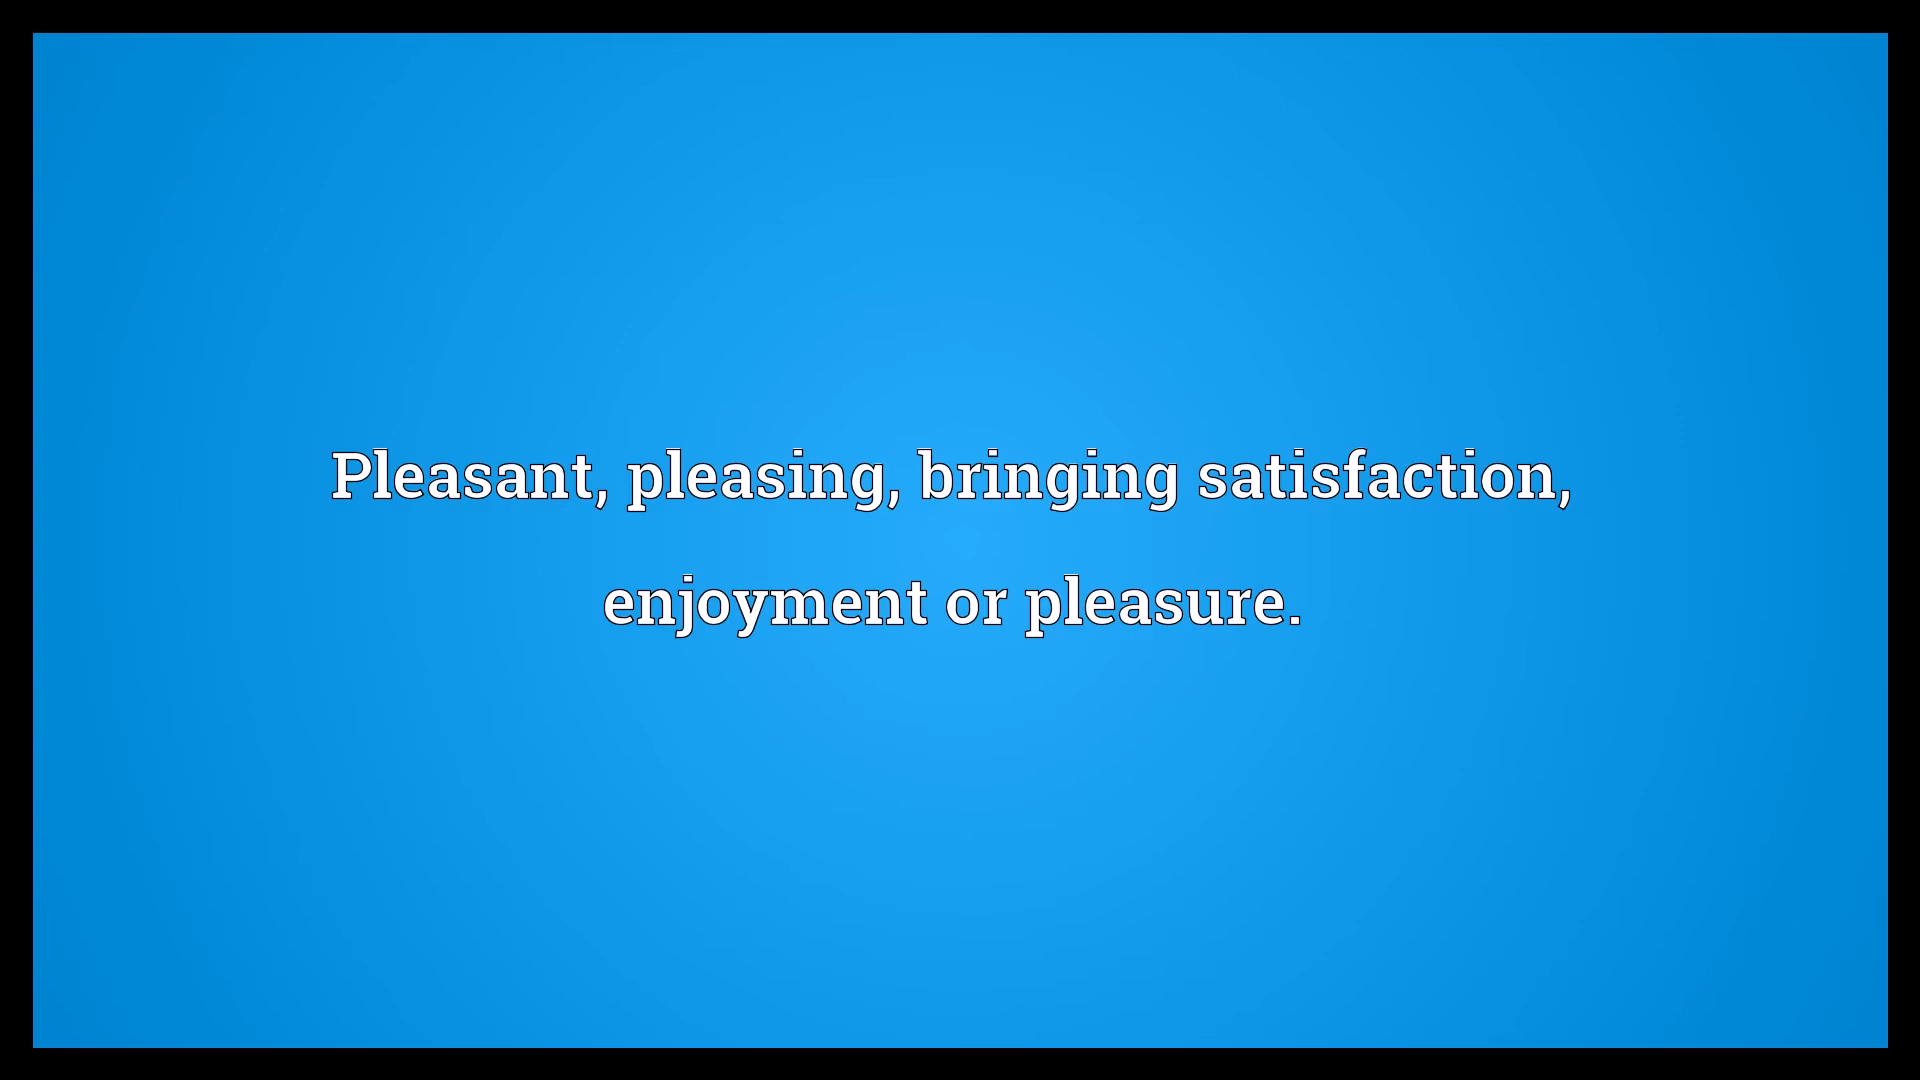 Pleasant, pleasing, bringing satisfaction,
enjoyment or pleasure.